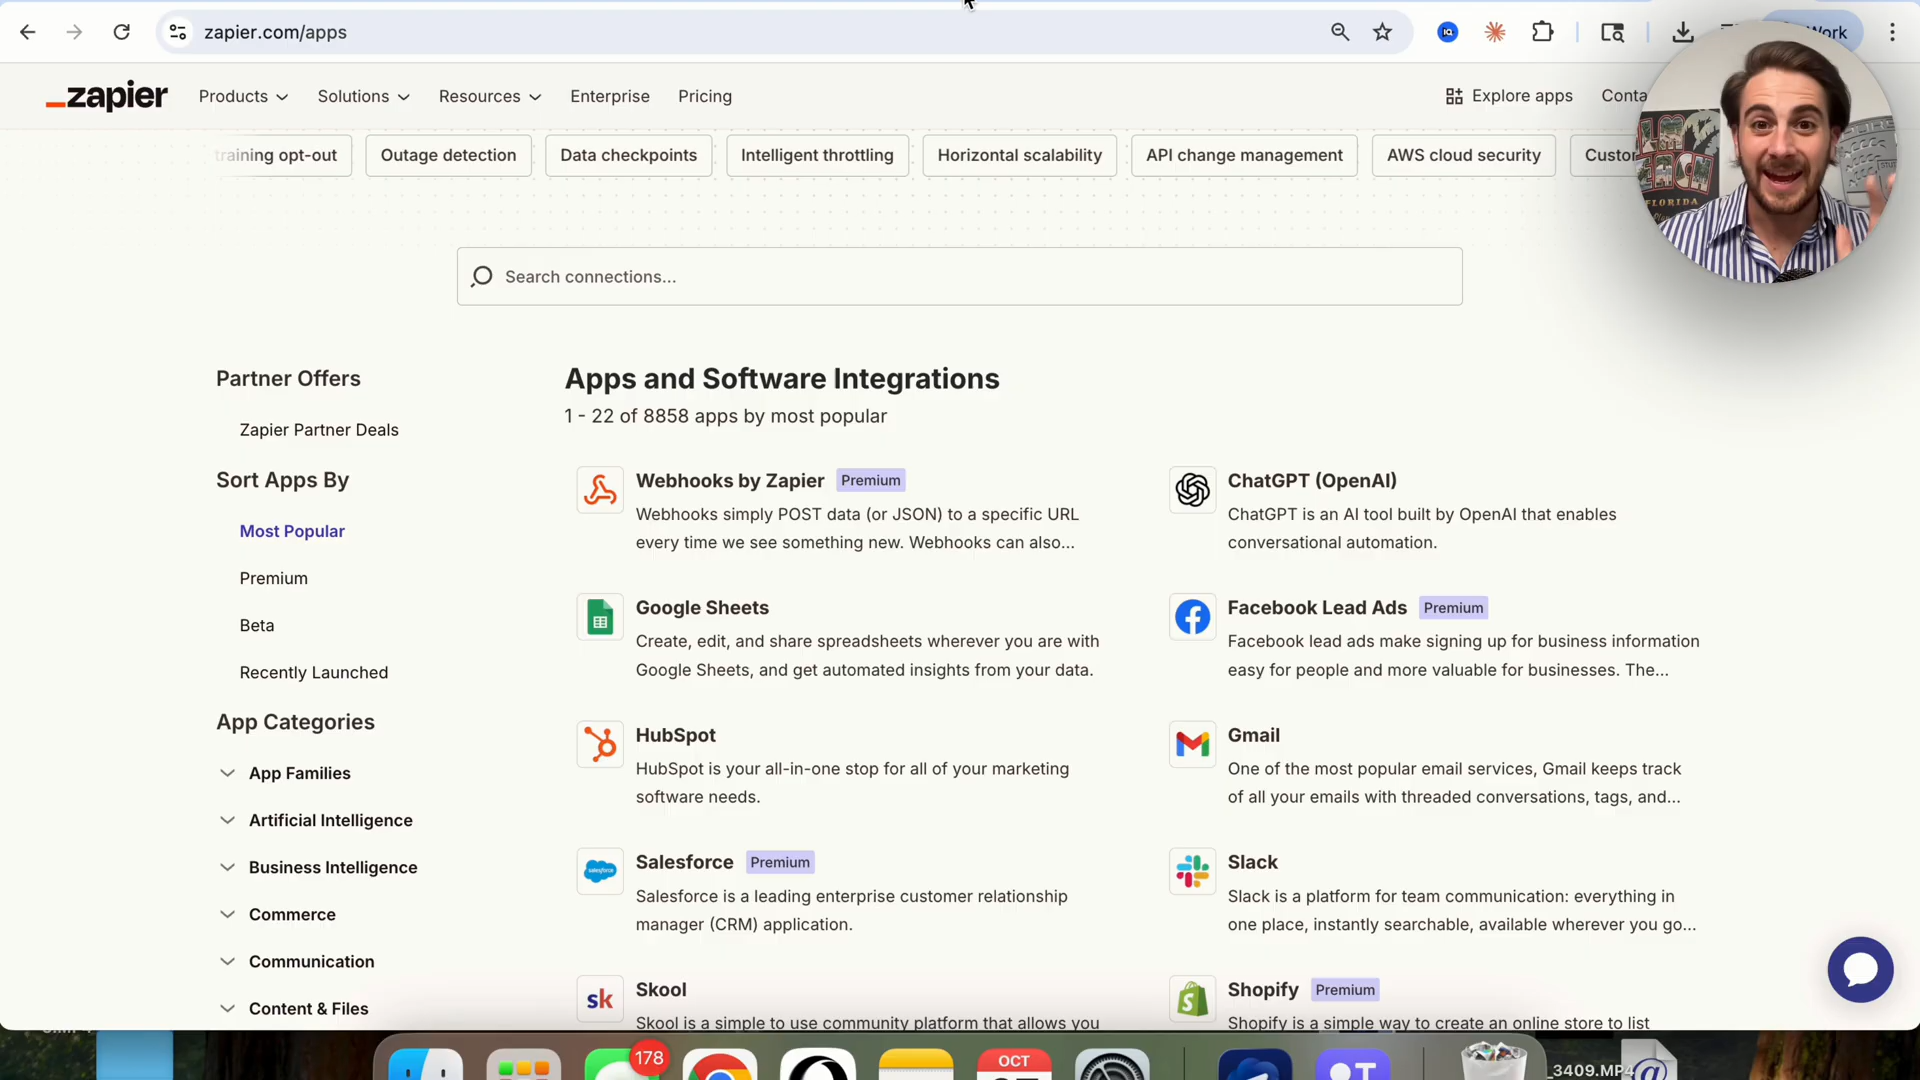 zapier.com/apps
Work
zapier
Products
Solutions
Resources
Enterprise
Pricing
Explore apps
Conta
raining opt-out
Outage detection
Data checkpoints
Intelligent throttling
Horizontal scalability
API change management
AWS cloud security
Custor
FLORIDA
Search connections...
Partner Offers
Zapier Partner Deals
Sort Apps By
Most Popular
Premium
Beta
Recently Launched
App Categories
App Families
Artificial Intelligence
Business Intelligence
Commerce
Communication
Content & Files
Apps and Software Integrations
1 - 22 of 8858 apps by most popular
Webhooks by Zapier Premium
Webhooks simply POST data (or JSON) to a specific URL
every time we see something new. Webhooks can also...
ChatGPT (OpenAI)
ChatGPT is an AI tool built by OpenAI that enables
conversational automation.
Google Sheets
Create, edit, and share spreadsheets wherever you are with
Google Sheets, and get automated insights from your data.
Facebook Lead Ads Premium
Facebook lead ads make signing up for business information
easy for people and more valuable for businesses. The...
HubSpot
HubSpot is your all-in-one stop for all of your marketing
software needs.
Gmail
One of the most popular email services, Gmail keeps track
of all your emails with threaded conversations, tags, and...
salesforce
Salesforce Premium
Salesforce is a leading enterprise customer relationship
manager (CRM) application.
Slack
Slack is a platform for team communication: everything in
one place, instantly searchable, available wherever you go...
sk
Skool
Skool is a simple to use community platform that allows you
Shopify Premium
Shopify is a simple way to create an online store to list
178
OCT
T
_3409.MP4
@